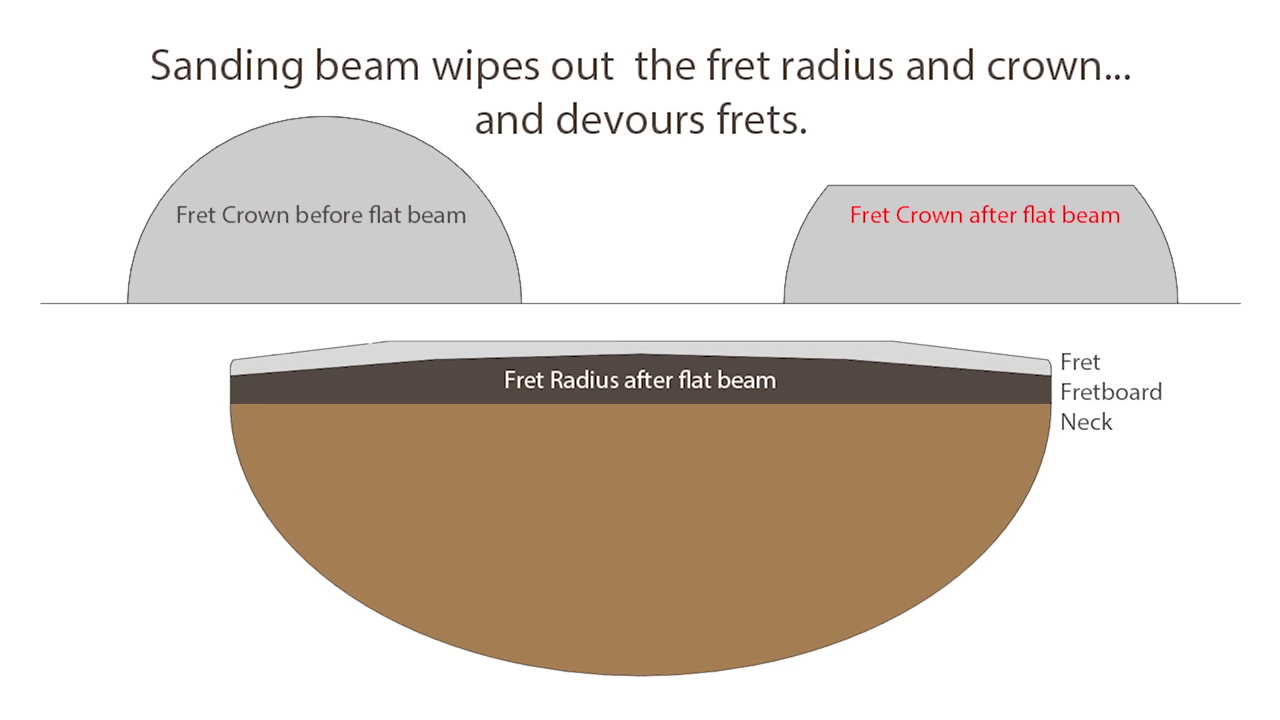 Sanding beam wipes out  the fret radius and crown...
and devours frets.
Fret Crown before flat beam
Fret Crown after flat beam
Fret Radius after flat beam
Fret
Fretboard
Neck